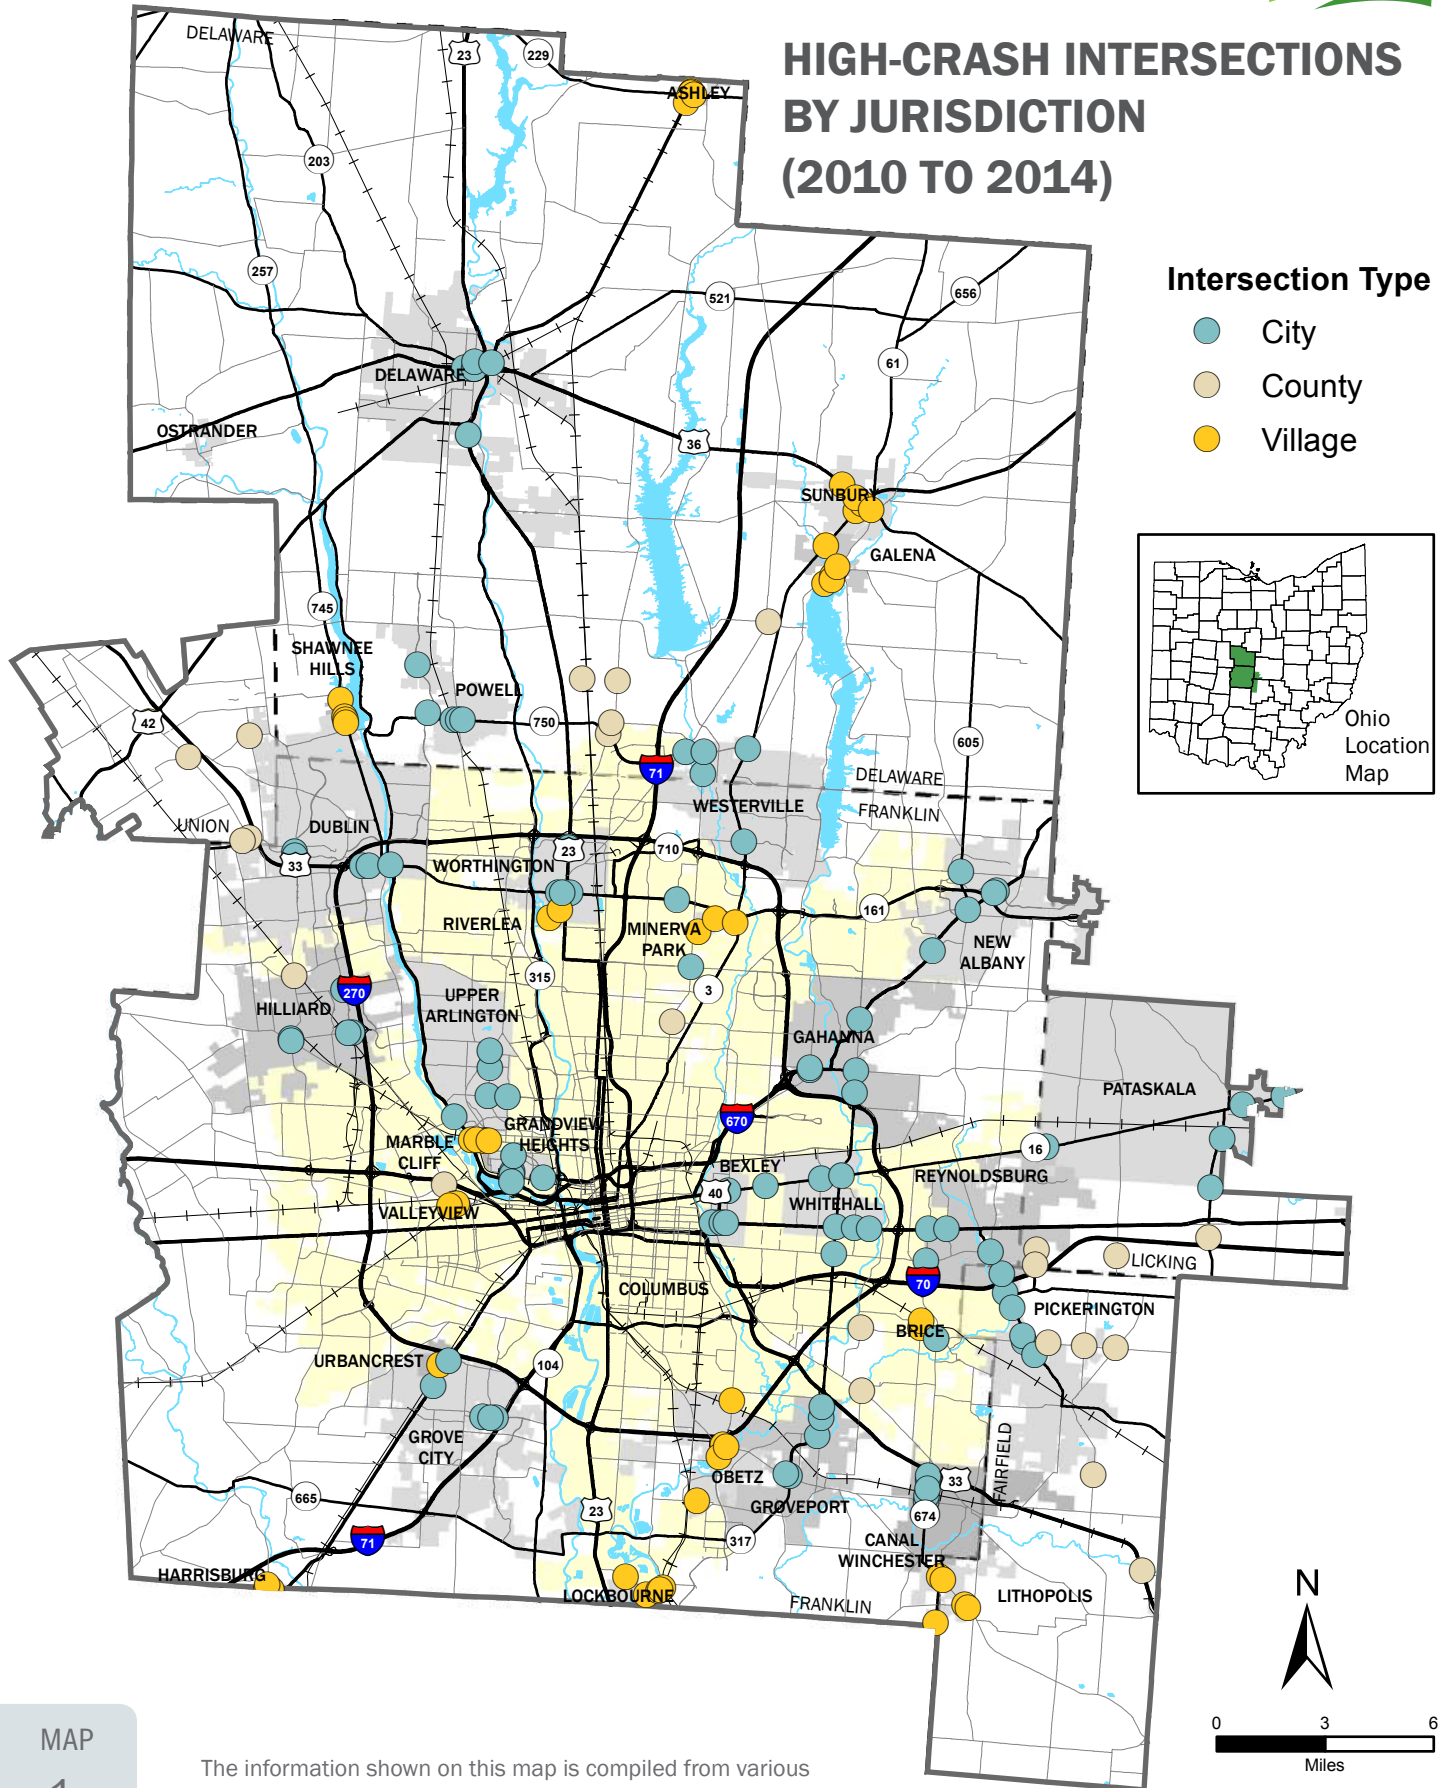 HIGH-CRASH INTERSECTIONS
BY JURISDICTION
(2010 TO 2014)
Intersection Type
City
County
Village
Ohio
Location
Map
DELAWARE
23
229
ASHLEY
203
257
521
656
61
DELAWARE
OSTRANDER
36
SUNBURY
GALENA
745
SHAWNEE
HILLS
POWELL
42
750
605
71
DELAWARE
WESTERVILLE
FRANKLIN
UNION
DUBLIN
33
WORTHINGTON
23
710
161
RIVERLEA
MINERVA
PARK
NEW
ALBANY
315
270
3
HILLIARD
UPPER
ARLINGTON
GAHANNA
PATASKALA
670
GRANDVIEW
HEIGHTS
MARBLE
CLIFF
16
BEXLEY
REYNOLDSBURG
40
WHITEHALL
VALLEYVIEW
LICKING
COLUMBUS
70
PICKERINGTON
BRICE
URBANCREST
104
GROVE
CITY
FAIRFIELD
OBETZ
33
665
GROVEPORT
23
674
317
CANAL
WINCHESTER
71
HARRISBURG
LOCKBOURNE
FRANKLIN
LITHOPOLIS
N
0 3 6
Miles
MAP
1
The information shown on this map is compiled from various